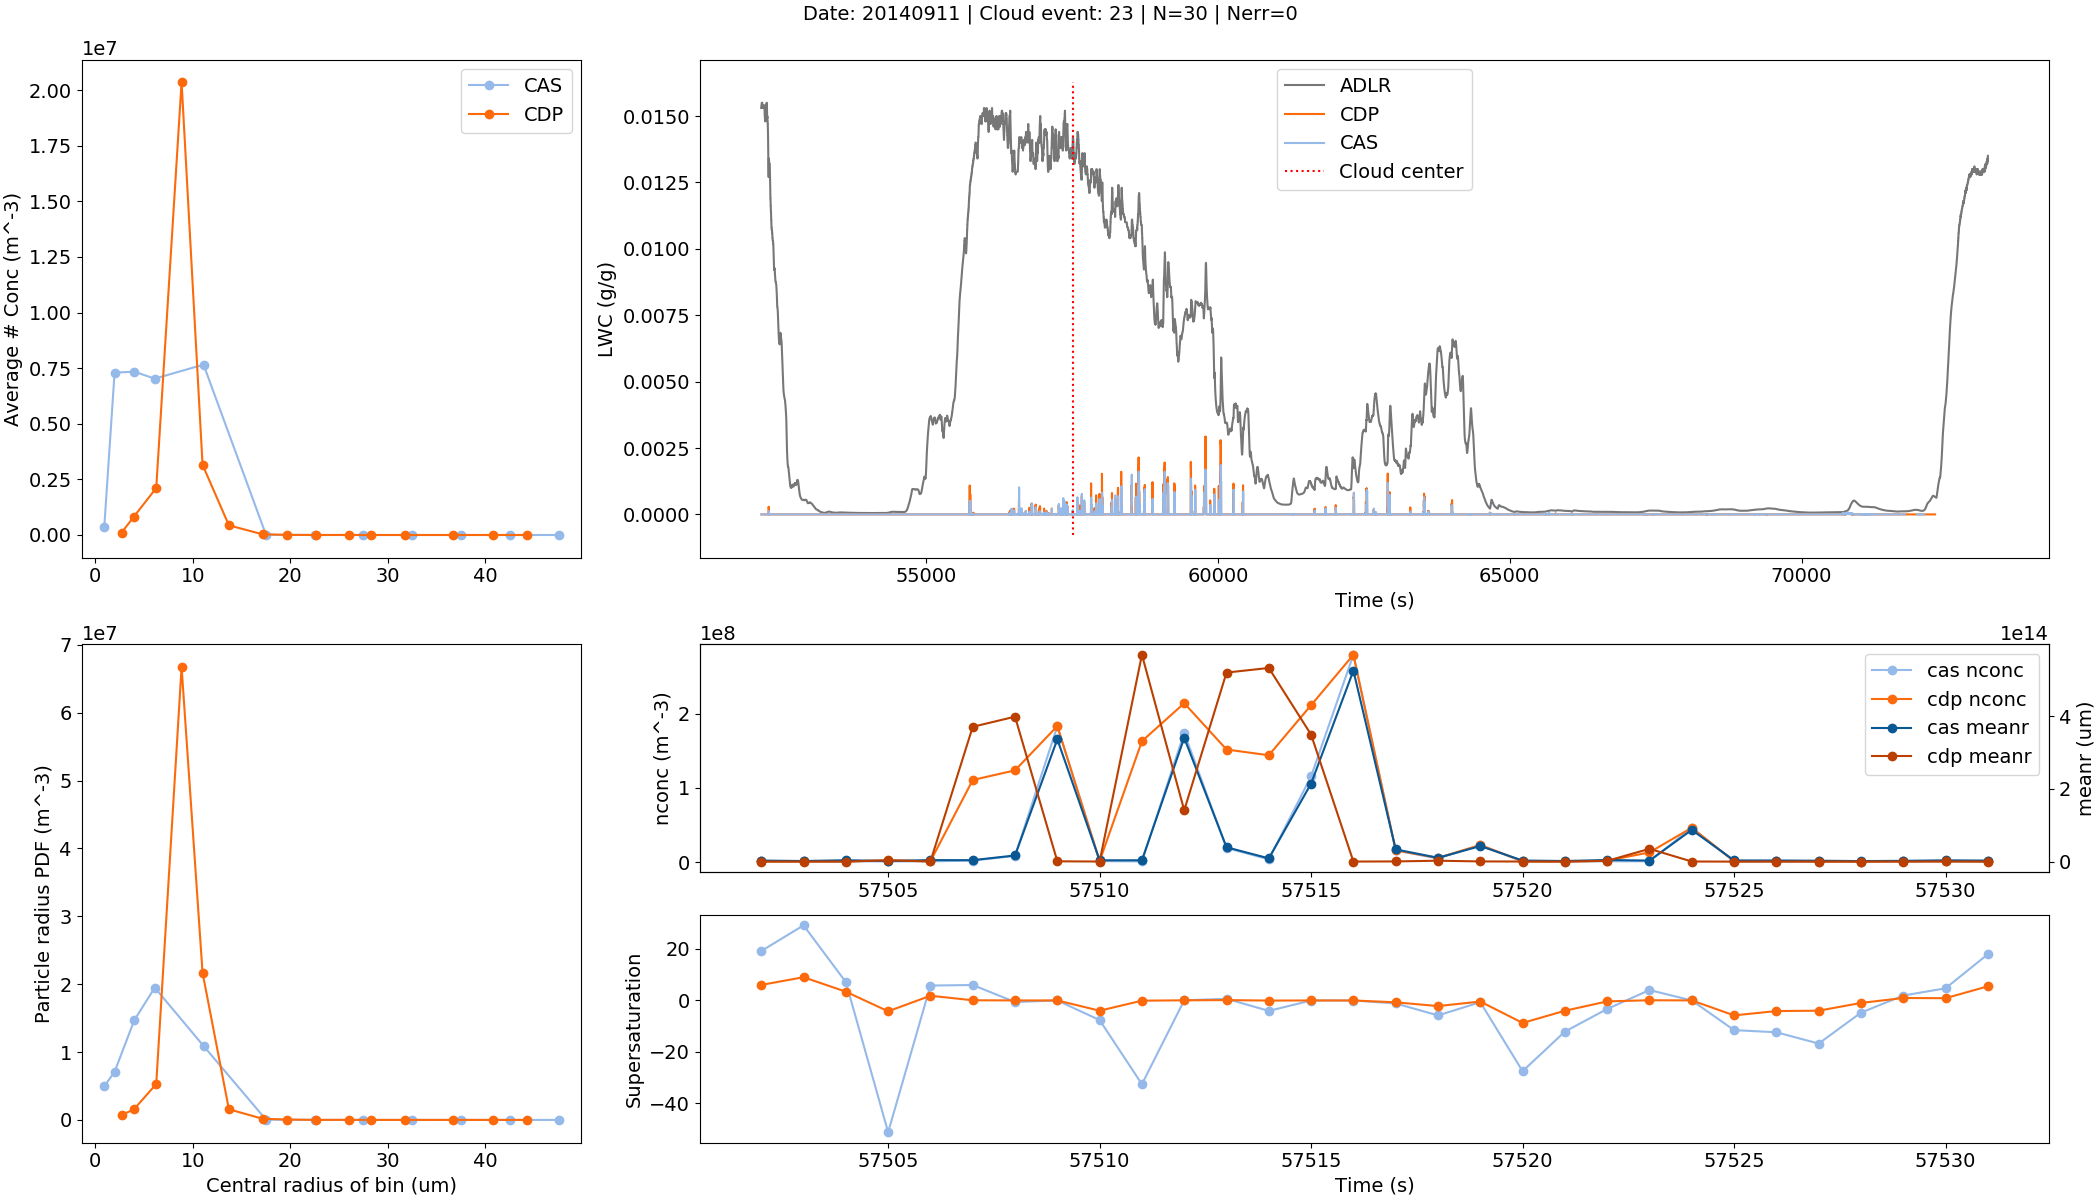 Date: 20140911 | Cloud event: 23 | N=30 | Nerr=0
1e7
Average # Conc (m^-3)
2.00
1.75
1.50
1.25
1.00
0.75
0.50
0.25
0.00
0 10 20 30 40
CAS
CDP
LWC (g/g)
0.0150
0.0125
0.0100
0.0075
0.0050
0.0025
0.0000
55000 60000 65000 70000
Time (s)
ADLR
CDP
CAS
Cloud center
1e7
Particle radius PDF (m^-3)
7
6
5
4
3
2
1
0
0 10 20 30 40
Central radius of bin (um)
1e8
1e14
nconc (m^-3)
2
1
0
57505 57510 57515 57520 57525 57530
cas nconc
cdp nconc
cas meanr
cdp meanr
4
2
0
meanr (um)
Supersaturation
20
0
−20
−40
57505 57510 57515 57520 57525 57530
Time (s)